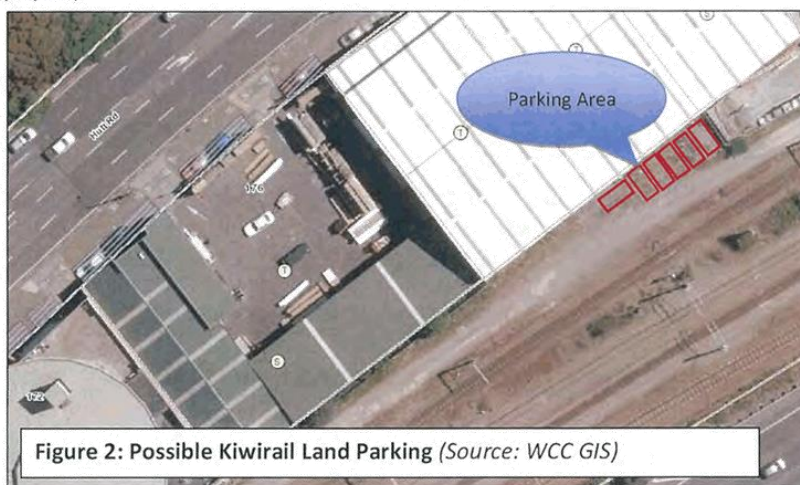 S
T
Parking Area
T
Hutt Rd
176
T
S
Figure 2: Possible Kiwirail Land Parking (Source: WCC GIS)